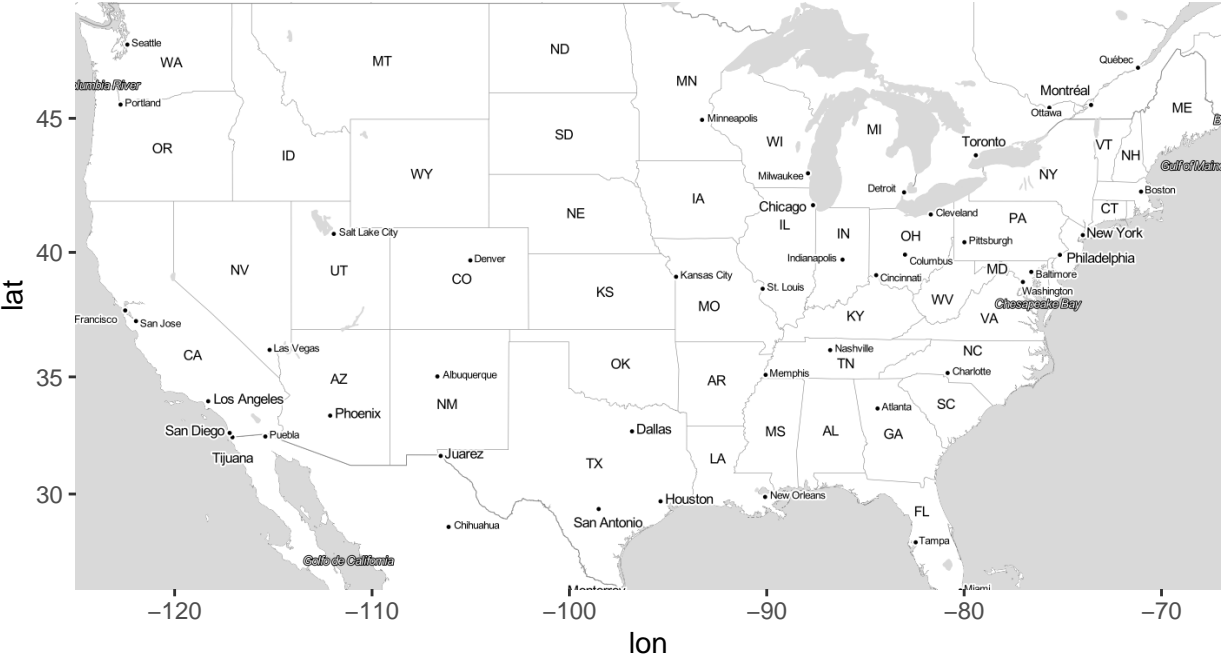 Seattle
WA
MT
ND
MN
Québec
Columbia River
Portland
Montréal
Ottawa
ME
45
OR
ID
SD
Minneapolis
WI
MI
Toronto
VT
NH
Gulf of Maine
WY
Milwaukee
Detroit
NY
Boston
NE
IA
Chicago
IL
IN
OH
Cleveland
PA
CT
New York
Salt Lake City
Denver
Indianapolis
Columbus
Pittsburgh
Philadelphia
40
NV
UT
CO
KS
Kansas City
MO
St. Louis
Cincinnati
MD
Baltimore
Washington
Chesapeake Bay
WV
VA
KY
lat
Francisco
San Jose
CA
Las Vegas
Nashville
TN
NC
Charlotte
35
AZ
Albuquerque
NM
OK
AR
Memphis
SC
Los Angeles
Phoenix
Atlanta
GA
San Diego
Puebla
Dallas
MS
AL
Tijuana
Juarez
TX
LA
30
Houston
New Orleans
San Antonio
Chihuahua
FL
Tampa
Golfo de California
Monterrey
Miami
−120
−110
−100
−90
−80
−70
lon